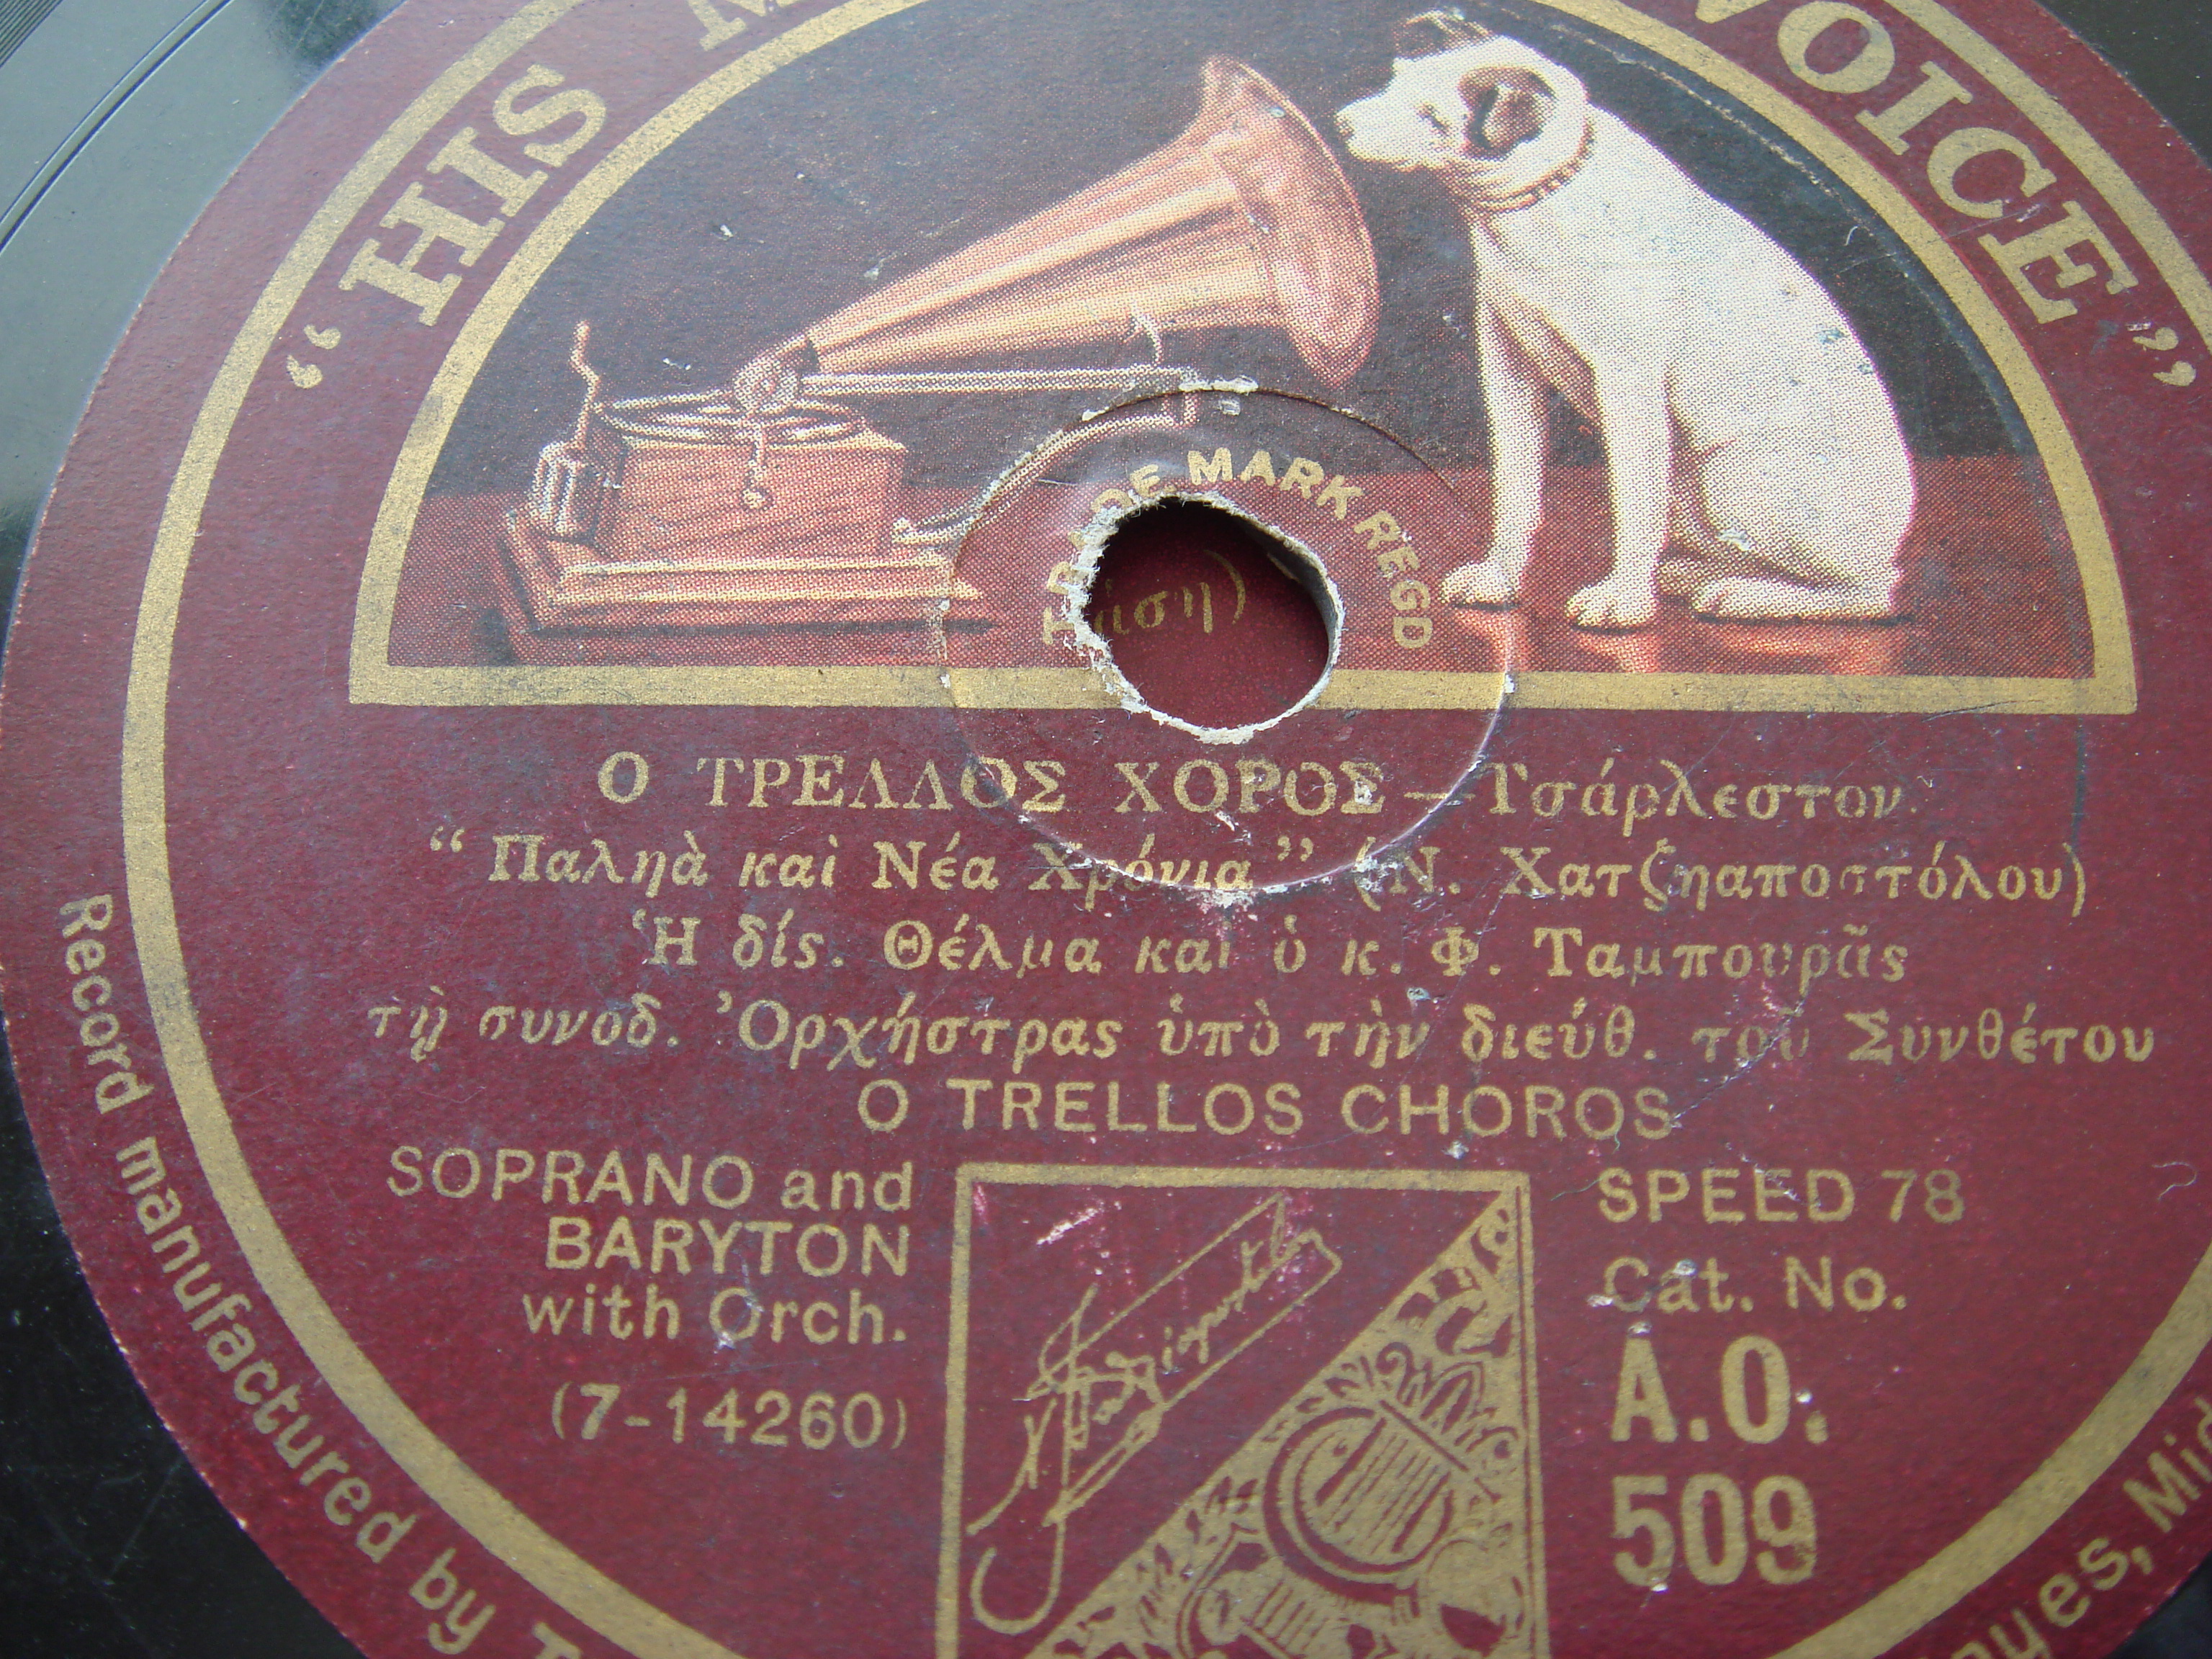 “HIS VOICE”
TRADE MARK REGD
Ο ΤΡΕΛΛΟΣ ΧΟΡΟΣ — Τσάρλεστον.
“Παληὰ καὶ Νέα Χρόνια” (Ν. Χατζηαποστόλου)
Ἡ δίς. Θέλμα καὶ ὁ κ. Φ. Ταμπουρᾶς
τῇ συνοδ. Ὀρχήστρας ὑπὸ τὴν διεύθ. τοῦ Συνθέτου
O TRELLOS CHOROS
SOPRANO and
BARYTON
with Orch.
(7-14260)
SPEED 78
Cat. No.
A.O.
509
Record manufactured by